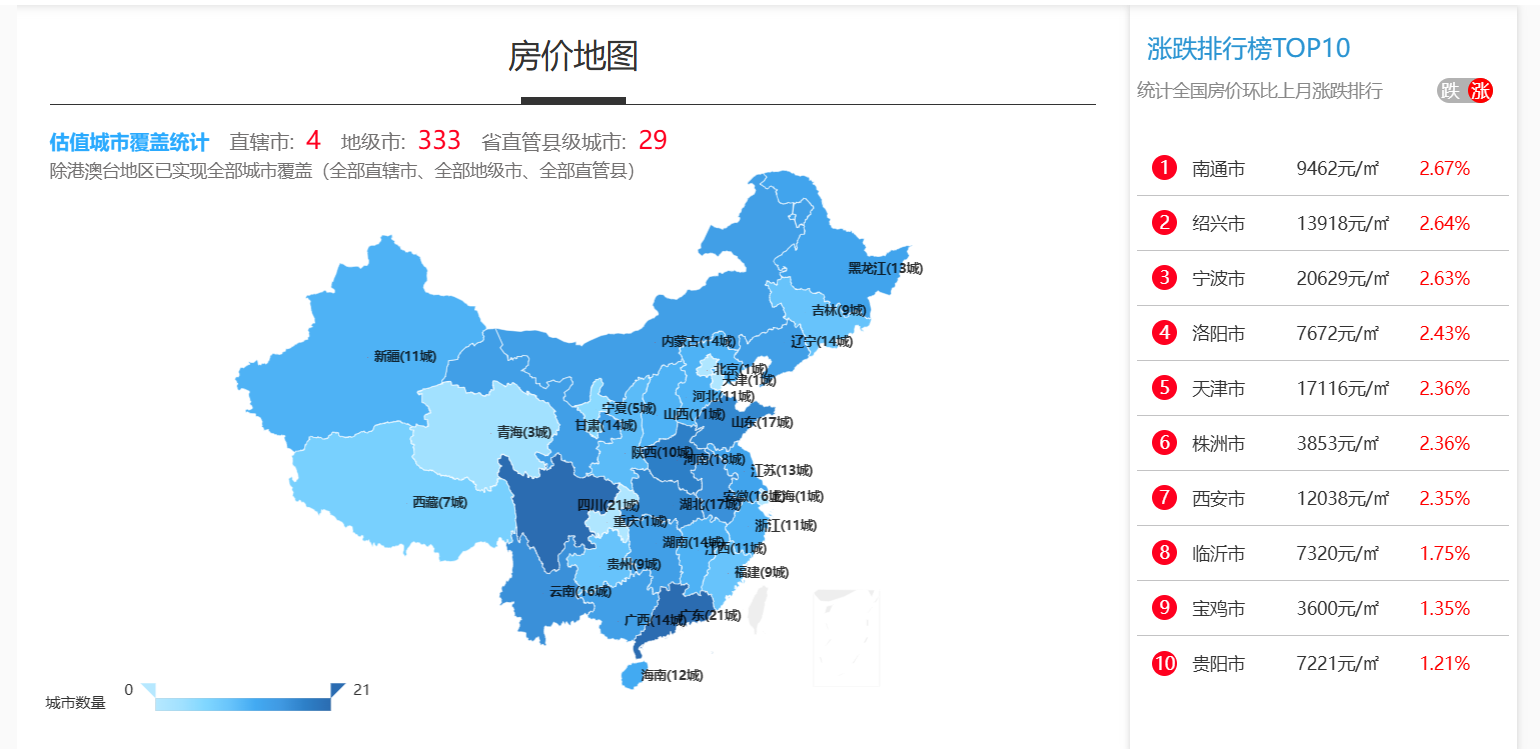 房价地图
估值城市覆盖统计 直辖市: 4 地级市: 333 省直管县级城市: 29
除港澳台地区已实现全部城市覆盖（全部直辖市、全部地级市、全部直管县）
黑龙江(13城)
吉林(9城)
内蒙古(14城)
辽宁(14城)
新疆(11城)
北京(1城)
天津(1城)
河北(11城)
宁夏(5城)
山西(11城)
山东(17城)
甘肃(14城)
青海(3城)
陕西(10城)
河南(18城)
江苏(13城)
西藏(7城)
安徽(16城)
上海(1城)
四川(21城)
湖北(17城)
重庆(1城)
浙江(11城)
湖南(14城)
江西(11城)
贵州(9城)
福建(9城)
云南(16城)
广西(14城)
广东(21城)
海南(12城)
城市数量 0 21
涨跌排行榜TOP10
统计全国房价环比上月涨跌排行 跌 涨
1 南通市 9462元/㎡ 2.67%
2 绍兴市 13918元/㎡ 2.64%
3 宁波市 20629元/㎡ 2.63%
4 洛阳市 7672元/㎡ 2.43%
5 天津市 17116元/㎡ 2.36%
6 株洲市 3853元/㎡ 2.36%
7 西安市 12038元/㎡ 2.35%
8 临沂市 7320元/㎡ 1.75%
9 宝鸡市 3600元/㎡ 1.35%
10 贵阳市 7221元/㎡ 1.21%